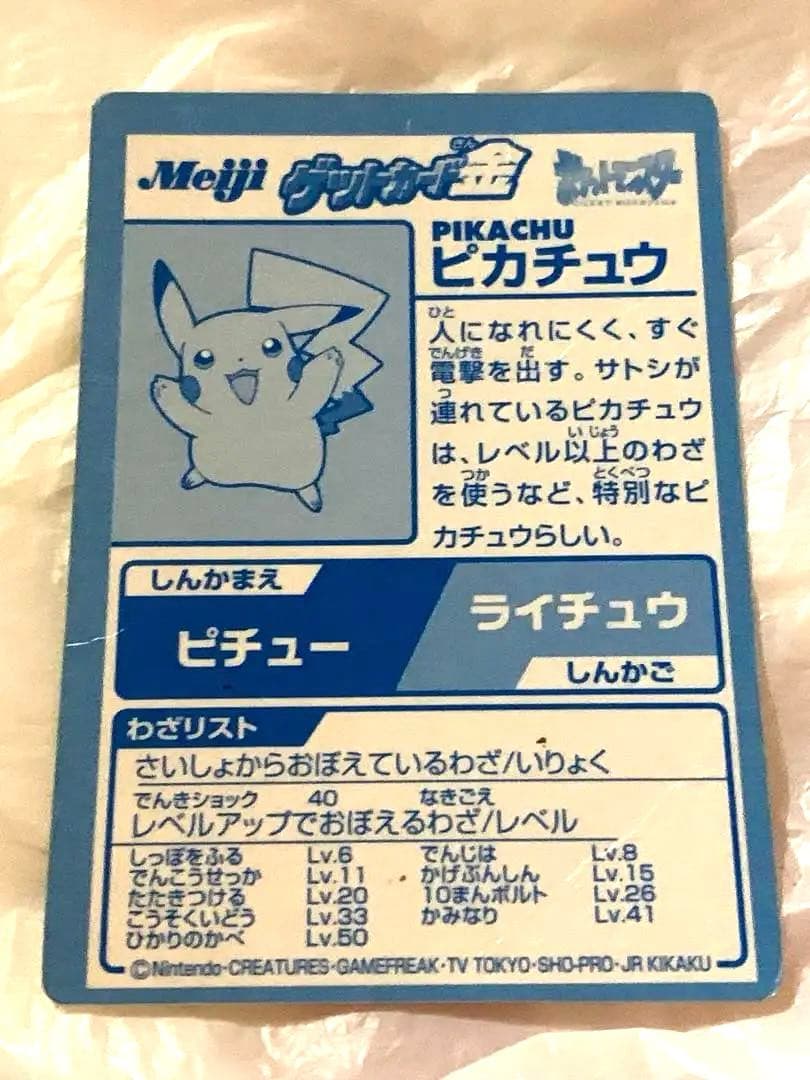 Meiji ゲットカード金 ポケットモンスター
PIKACHU
ピカチュウ
人になれにくく、すぐ
電撃を出す。サトシが
連れているピカチュウ
は、レベル以上のわざ
を使うなど、特別なピ
カチュウらしい。
しんかまえ
ピチュー
ライチュウ
しんかご
わざリスト
さいしょからおぼえているわざ/いりょく
でんきショック 40 なきごえ
レベルアップでおぼえるわざ/レベル
しっぽをふる Lv.6 でんじは Lv.8
でんこうせっか Lv.11 かげぶんしん Lv.15
たたきつける Lv.20 10まんボルト Lv.26
こうそくいどう Lv.33 かみなり Lv.41
ひかりのかべ Lv.50
©Nintendo・CREATURES・GAMEFREAK・TV TOKYO・SHO-PRO・JR KIKAKU